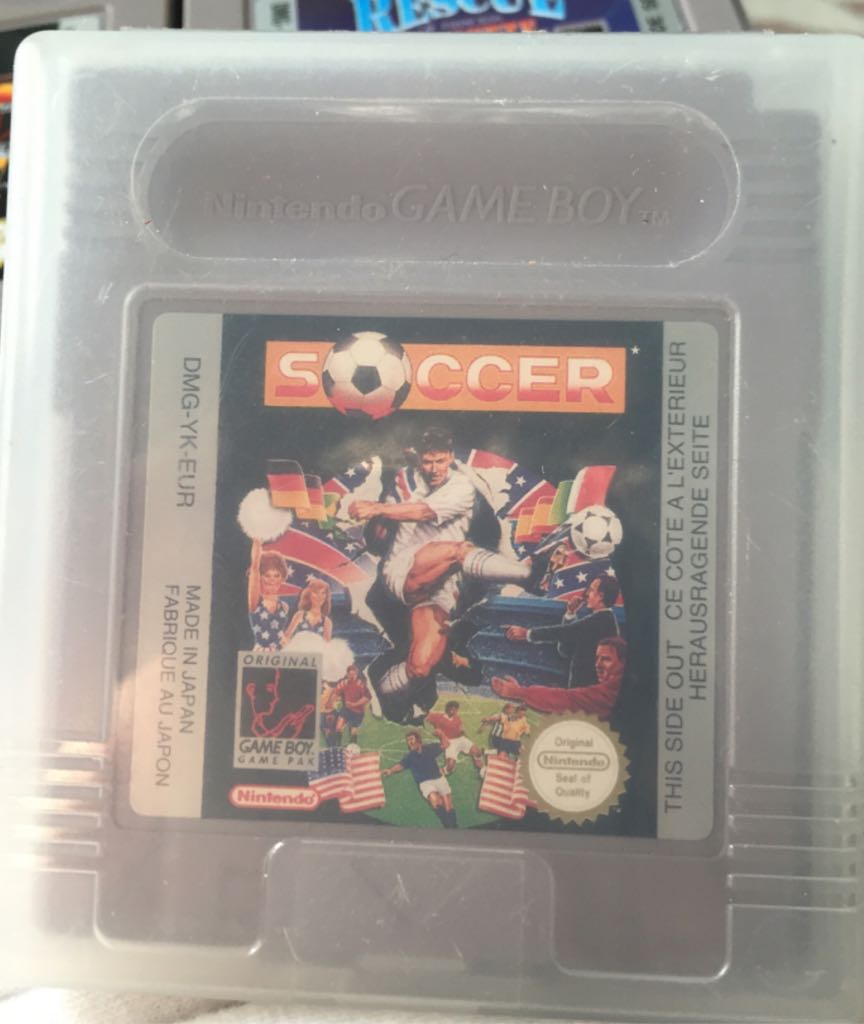 RESCUE
Nintendo GAME BOY TM
SOCCER
DMG-YK-EUR
MADE IN JAPAN
FABRIQUE AU JAPON
ORIGINAL
GAME BOY
GAME PAK
Nintendo
Original
Nintendo
Seal of
Quality
THIS SIDE OUT CE COTE A L'EXTERIEUR
HERAUSRAGENDE SEITE